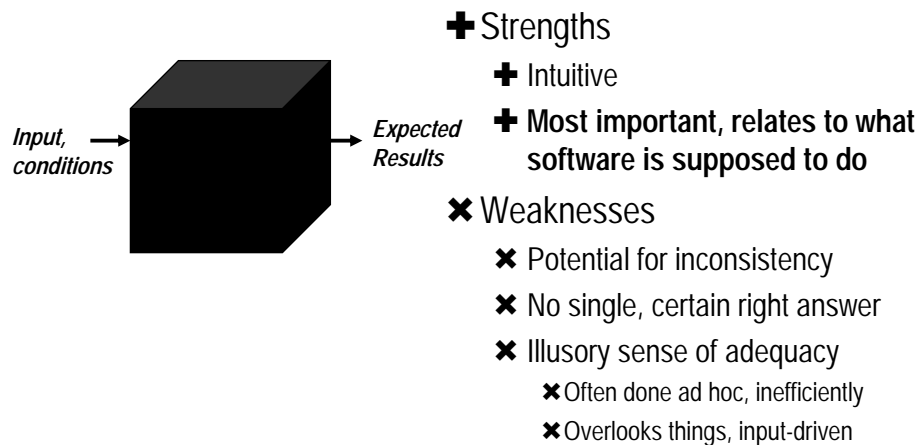 Input,
conditions
Expected
Results
Strengths
Intuitive
Most important, relates to what
software is supposed to do
Weaknesses
Potential for inconsistency
No single, certain right answer
Illusory sense of adequacy
Often done ad hoc, inefficiently
Overlooks things, input-driven